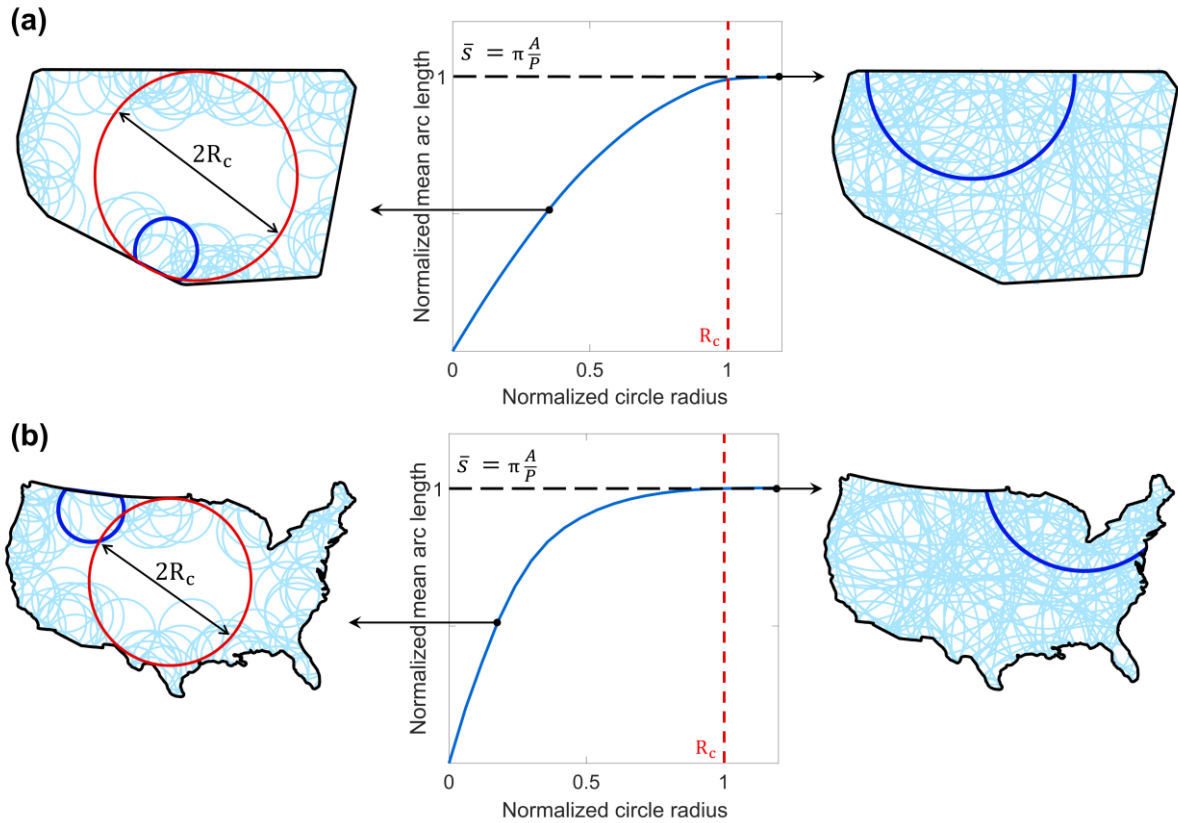 (a)
2R_c
Normalized mean arc length
s̄ = π A/P
1
R_c
0
0.5
1
Normalized circle radius
(b)
2R_c
Normalized mean arc length
s̄ = π A/P
1
R_c
0
0.5
1
Normalized circle radius